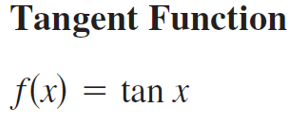 Tangent Function
f(x) = tan x